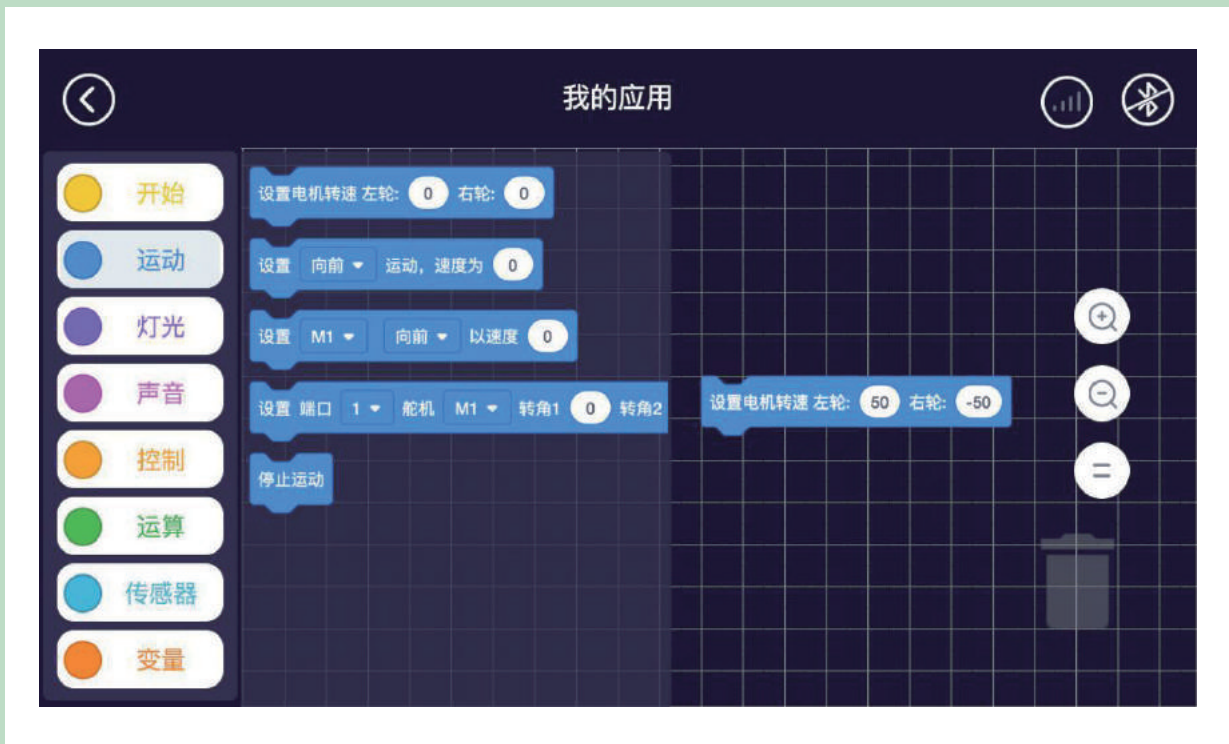 我的应用
开始
运动
灯光
声音
控制
运算
传感器
变量
设置电机转速 左轮: 0 右轮: 0
设置 向前 运动，速度为 0
设置 M1 向前 以速度 0
设置 端口 1 舵机 M1 转角1 0 转角2
停止运动
设置电机转速 左轮: 50 右轮: -50